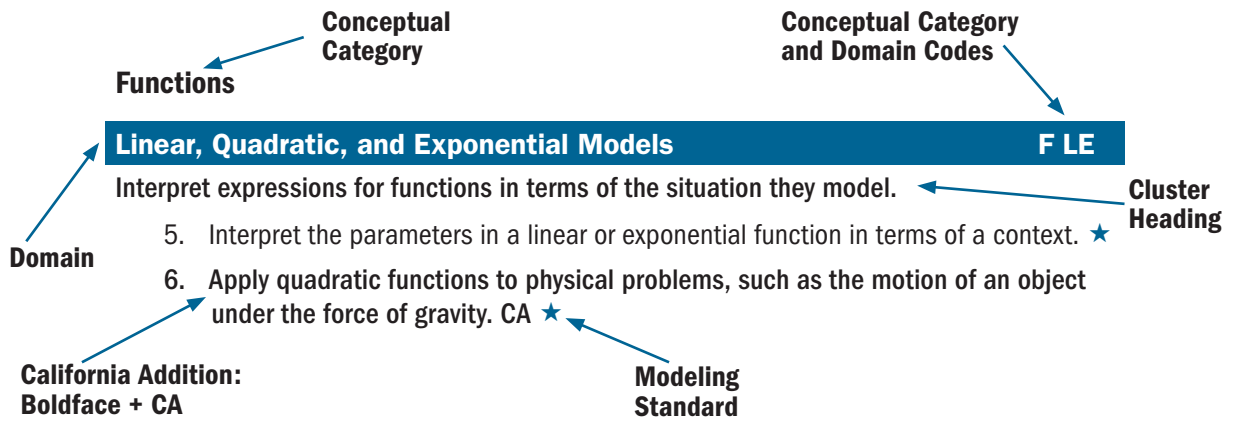 Conceptual
Category
Conceptual Category
and Domain Codes
Functions
Linear, Quadratic, and Exponential Models F LE
Interpret expressions for functions in terms of the situation they model.
Cluster
Heading
5. Interpret the parameters in a linear or exponential function in terms of a context. ★
Domain
6. Apply quadratic functions to physical problems, such as the motion of an object
under the force of gravity. CA ★
California Addition:
Boldface + CA
Modeling
Standard